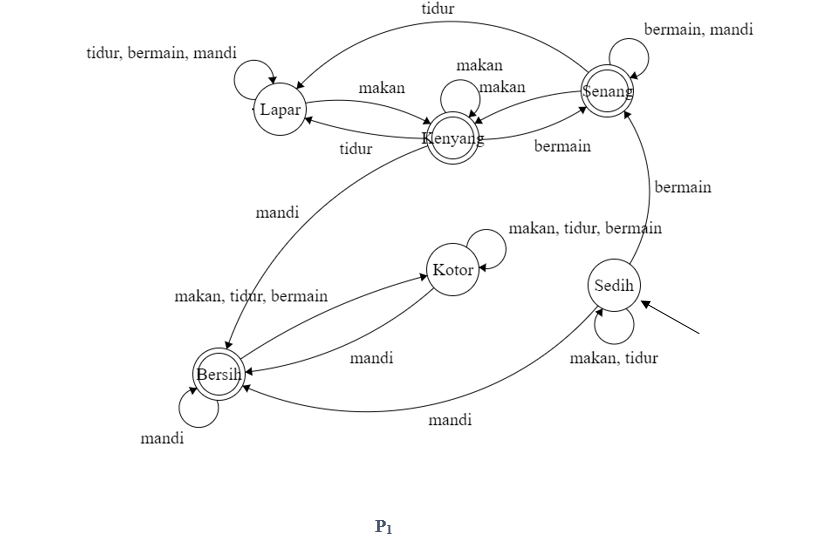 tidur
bermain, mandi
tidur, bermain, mandi
makan
makan
makan
Senang
Lapar
Kenyang
tidur
bermain
mandi
bermain
makan, tidur, bermain
Kotor
Sedih
makan, tidur, bermain
mandi
makan, tidur
Bersih
mandi
mandi
P1